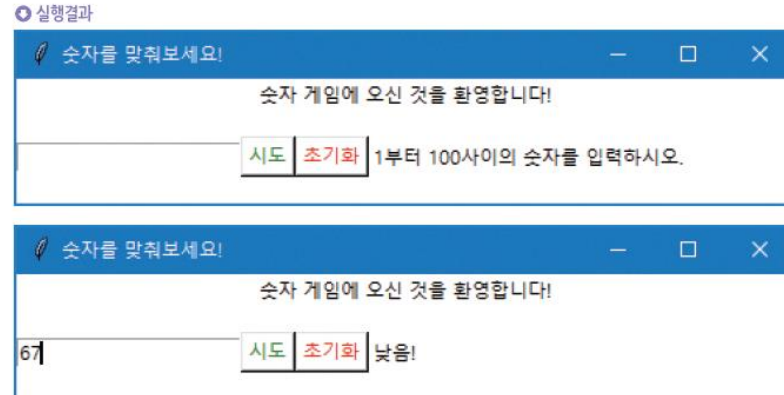 실행결과
숫자를 맞춰보세요!
숫자 게임에 오신 것을 환영합니다!
시도 초기화 1부터 100사이의 숫자를 입력하시오.
숫자를 맞춰보세요!
숫자 게임에 오신 것을 환영합니다!
67 시도 초기화 낮음!